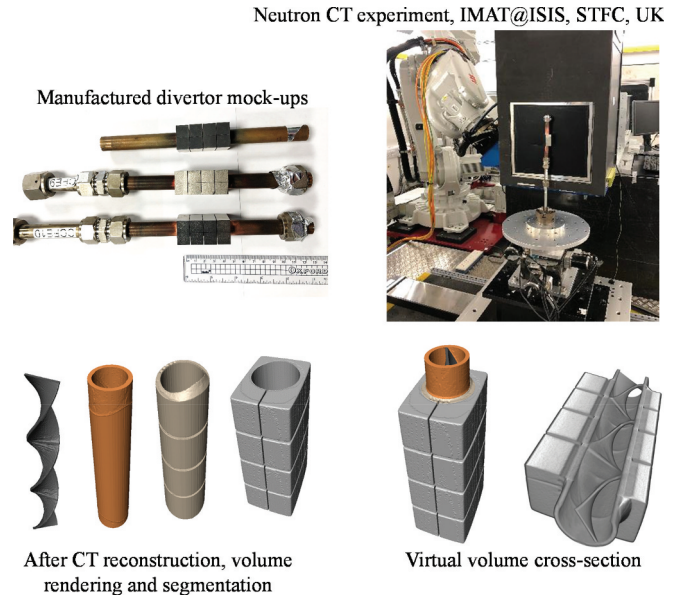 Neutron CT experiment, IMAT@ISIS, STFC, UK
Manufactured divertor mock-ups
After CT reconstruction, volume
rendering and segmentation
Virtual volume cross-section